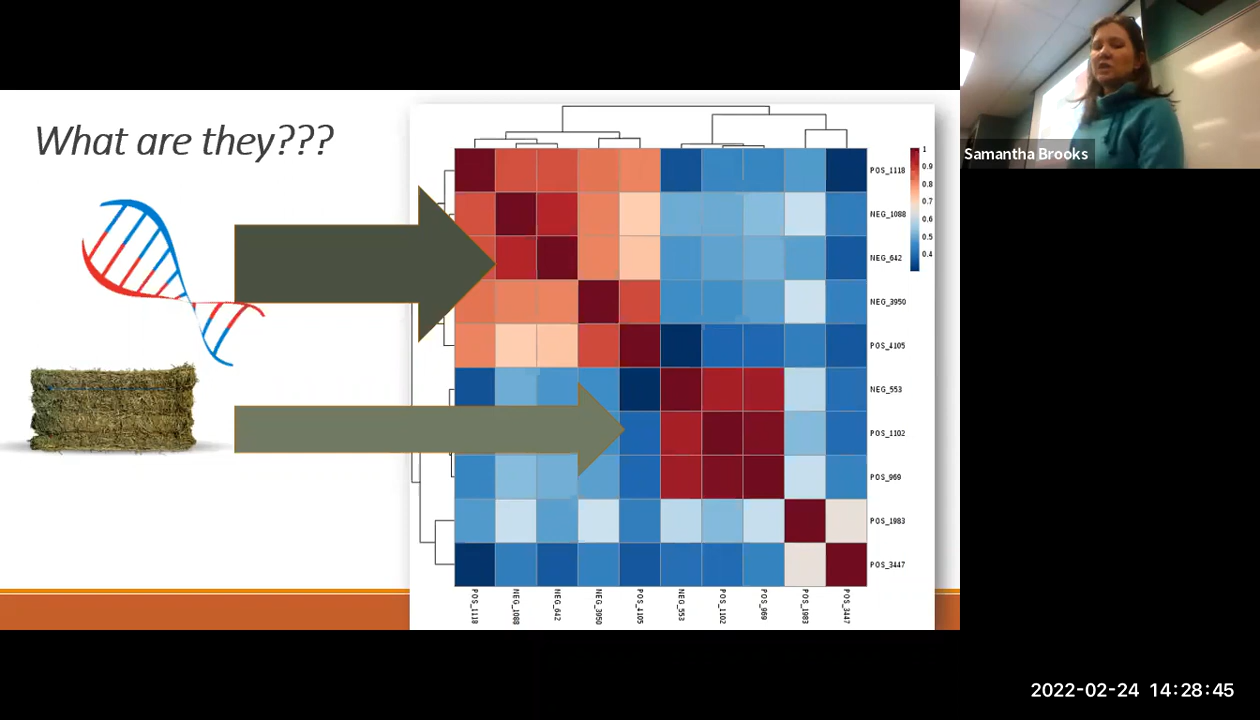 What are they???
Samantha Brooks
1
0.9
0.8
0.7
0.6
0.5
0.4
POS_1118
NEG_1088
NEG_642
NEG_3950
POS_4105
NEG_553
POS_1102
POS_969
POS_1983
POS_3447
POS_1118
NEG_1088
NEG_642
NEG_3950
POS_4105
NEG_553
POS_1102
POS_969
POS_1983
POS_3447
2022-02-24 14:28:45